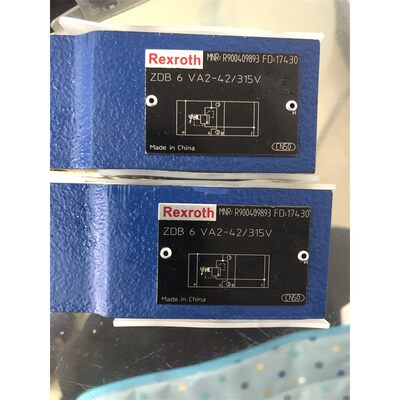 Rexroth MNR: R900409893 FD:17430
ZDB 6 VA2-42/315V
Made in China CN50
Rexroth MNR: R900409893 FD:17430
ZDB 6 VA2-42/315V
Made in China CN50